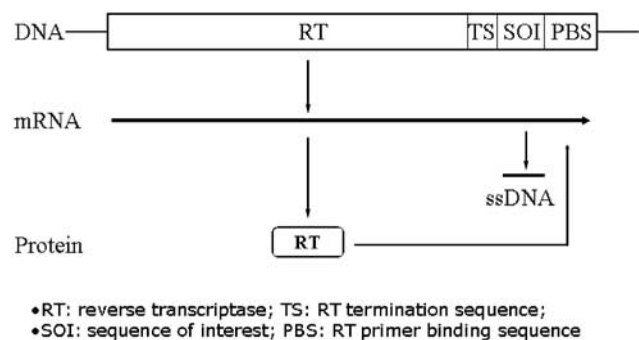 DNA RT TS SOI PBS
mRNA
ssDNA
Protein RT
•RT: reverse transcriptase; TS: RT termination sequence;
•SOI: sequence of interest; PBS: RT primer binding sequence